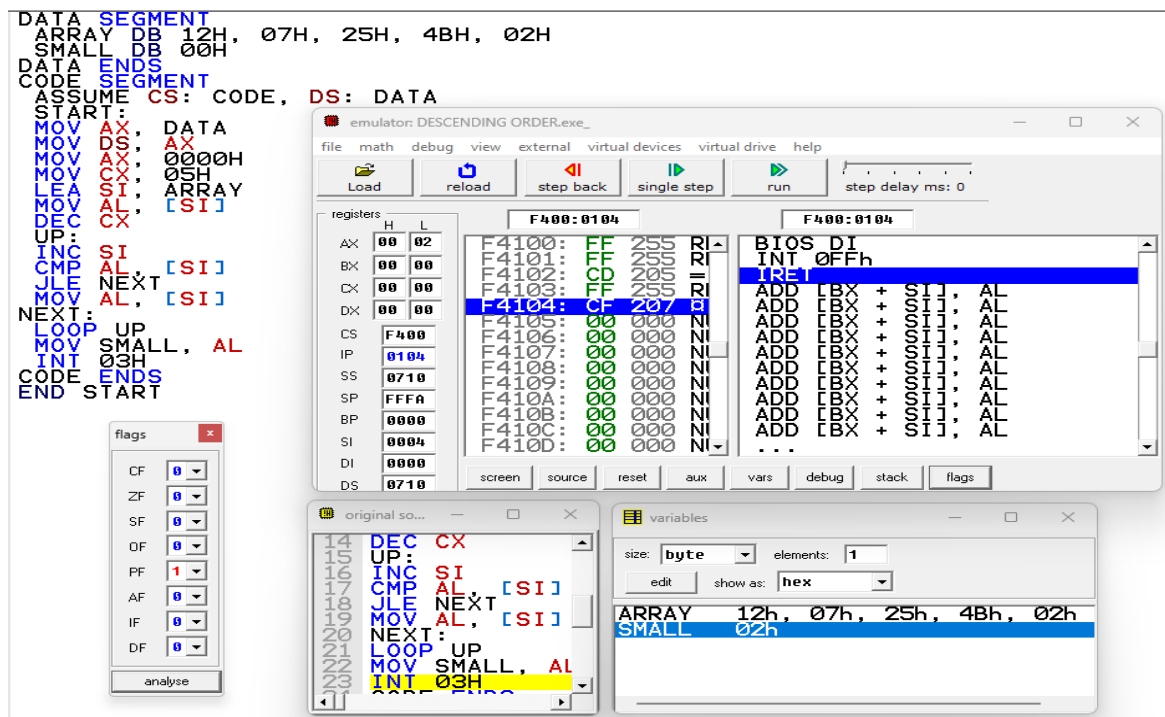 DATA SEGMENT
ARRAY DB 12H, 07H, 25H, 4BH, 02H
SMALL DB 00H
DATA ENDS
CODE SEGMENT
ASSUME CS: CODE, DS: DATA
START:
MOV AX, DATA
MOV DS, AX
MOV AX, 0000H
MOV CX, 05H
LEA SI, ARRAY
MOV AL, [SI]
DEC CX
UP:
INC SI
CMP AL, [SI]
JLE NEXT
MOV AL, [SI]
NEXT:
LOOP UP
MOV SMALL, AL
INT 03H
CODE ENDS
END START
emulator: DESCENDING ORDER.exe_
file math debug view external virtual devices virtual drive help
Load reload step back single step run step delay ms: 0
registers
H L
AX 00 02
BX 00 00
CX 00 00
DX 00 00
CS F400
IP 0104
SS 0710
SP FFFA
BP 0000
SI 0004
DI 0000
DS 0710
F400:0104
F4100: FF 255
F4101: FF 255
F4102: CD 205 =
F4103: FF 255
F4104: CF 207
F4105: 00 000
F4106: 00 000
F4107: 00 000
F4108: 00 000
F4109: 00 000
F410A: 00 000
F410B: 00 000
F410C: 00 000
F410D: 00 000
F400:0104
BIOS DI
INT 0FFh
IRET
ADD [BX + SI], AL
ADD [BX + SI], AL
ADD [BX + SI], AL
ADD [BX + SI], AL
ADD [BX + SI], AL
ADD [BX + SI], AL
ADD [BX + SI], AL
ADD [BX + SI], AL
ADD [BX + SI], AL
ADD [BX + SI], AL
...
screen source reset aux vars debug stack flags
flags
CF 0
ZF 0
SF 0
OF 0
PF 1
AF 0
IF 0
DF 0
analyse
original so...
14 DEC CX
15 UP:
16 INC SI
17 CMP AL, [SI]
18 JLE NEXT
19 MOV AL, [SI]
20 NEXT:
21 LOOP UP
22 MOV SMALL, AL
23 INT 03H
variables
size: byte elements: 1
edit show as: hex
ARRAY 12h, 07h, 25h, 4Bh, 02h
SMALL 02h